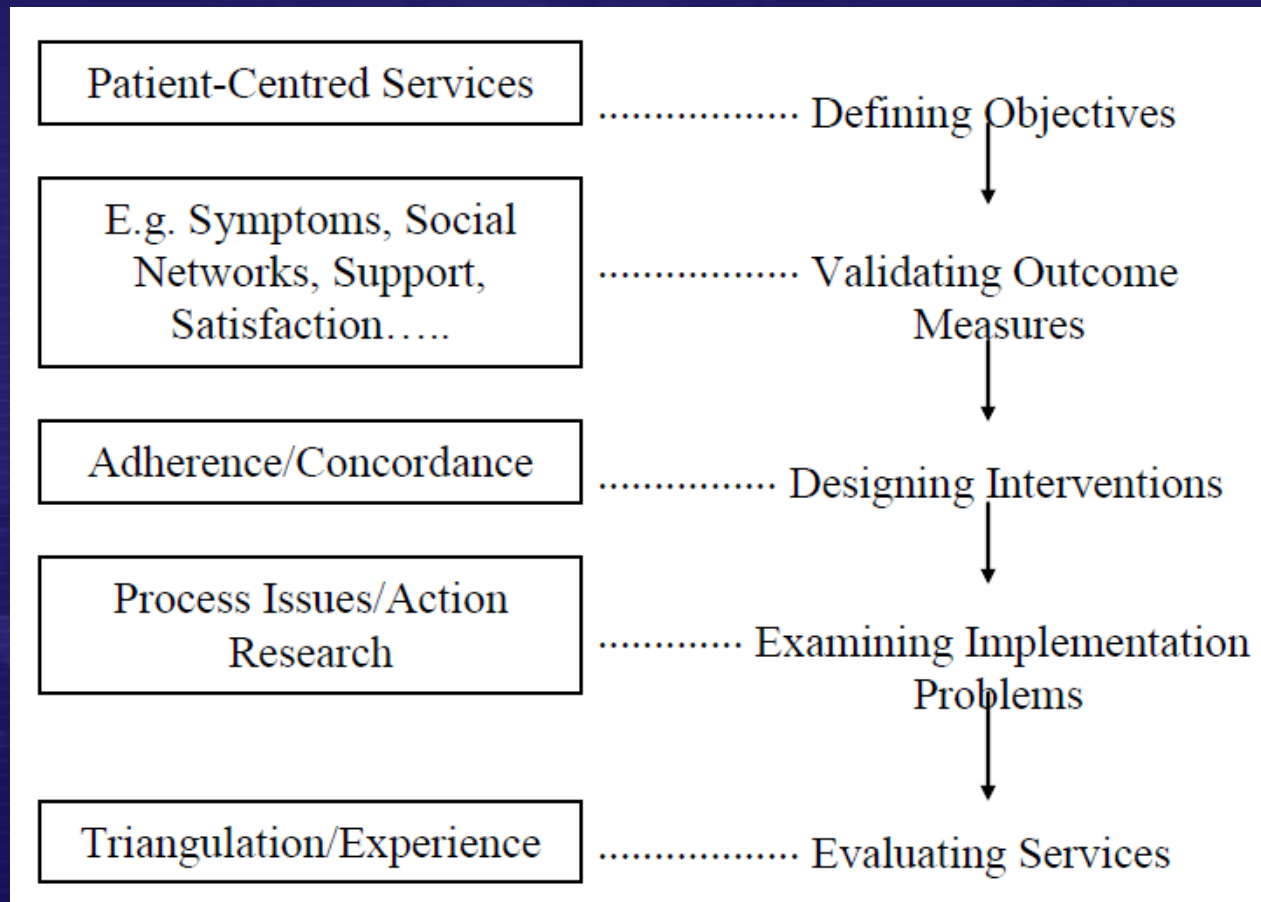 Patient-Centred Services
.................. Defining Objectives
E.g. Symptoms, Social
Networks, Support,
Satisfaction…..
.................. Validating Outcome
Measures
Adherence/Concordance
................ Designing Interventions
Process Issues/Action
Research
............. Examining Implementation
Problems
Triangulation/Experience
.................. Evaluating Services